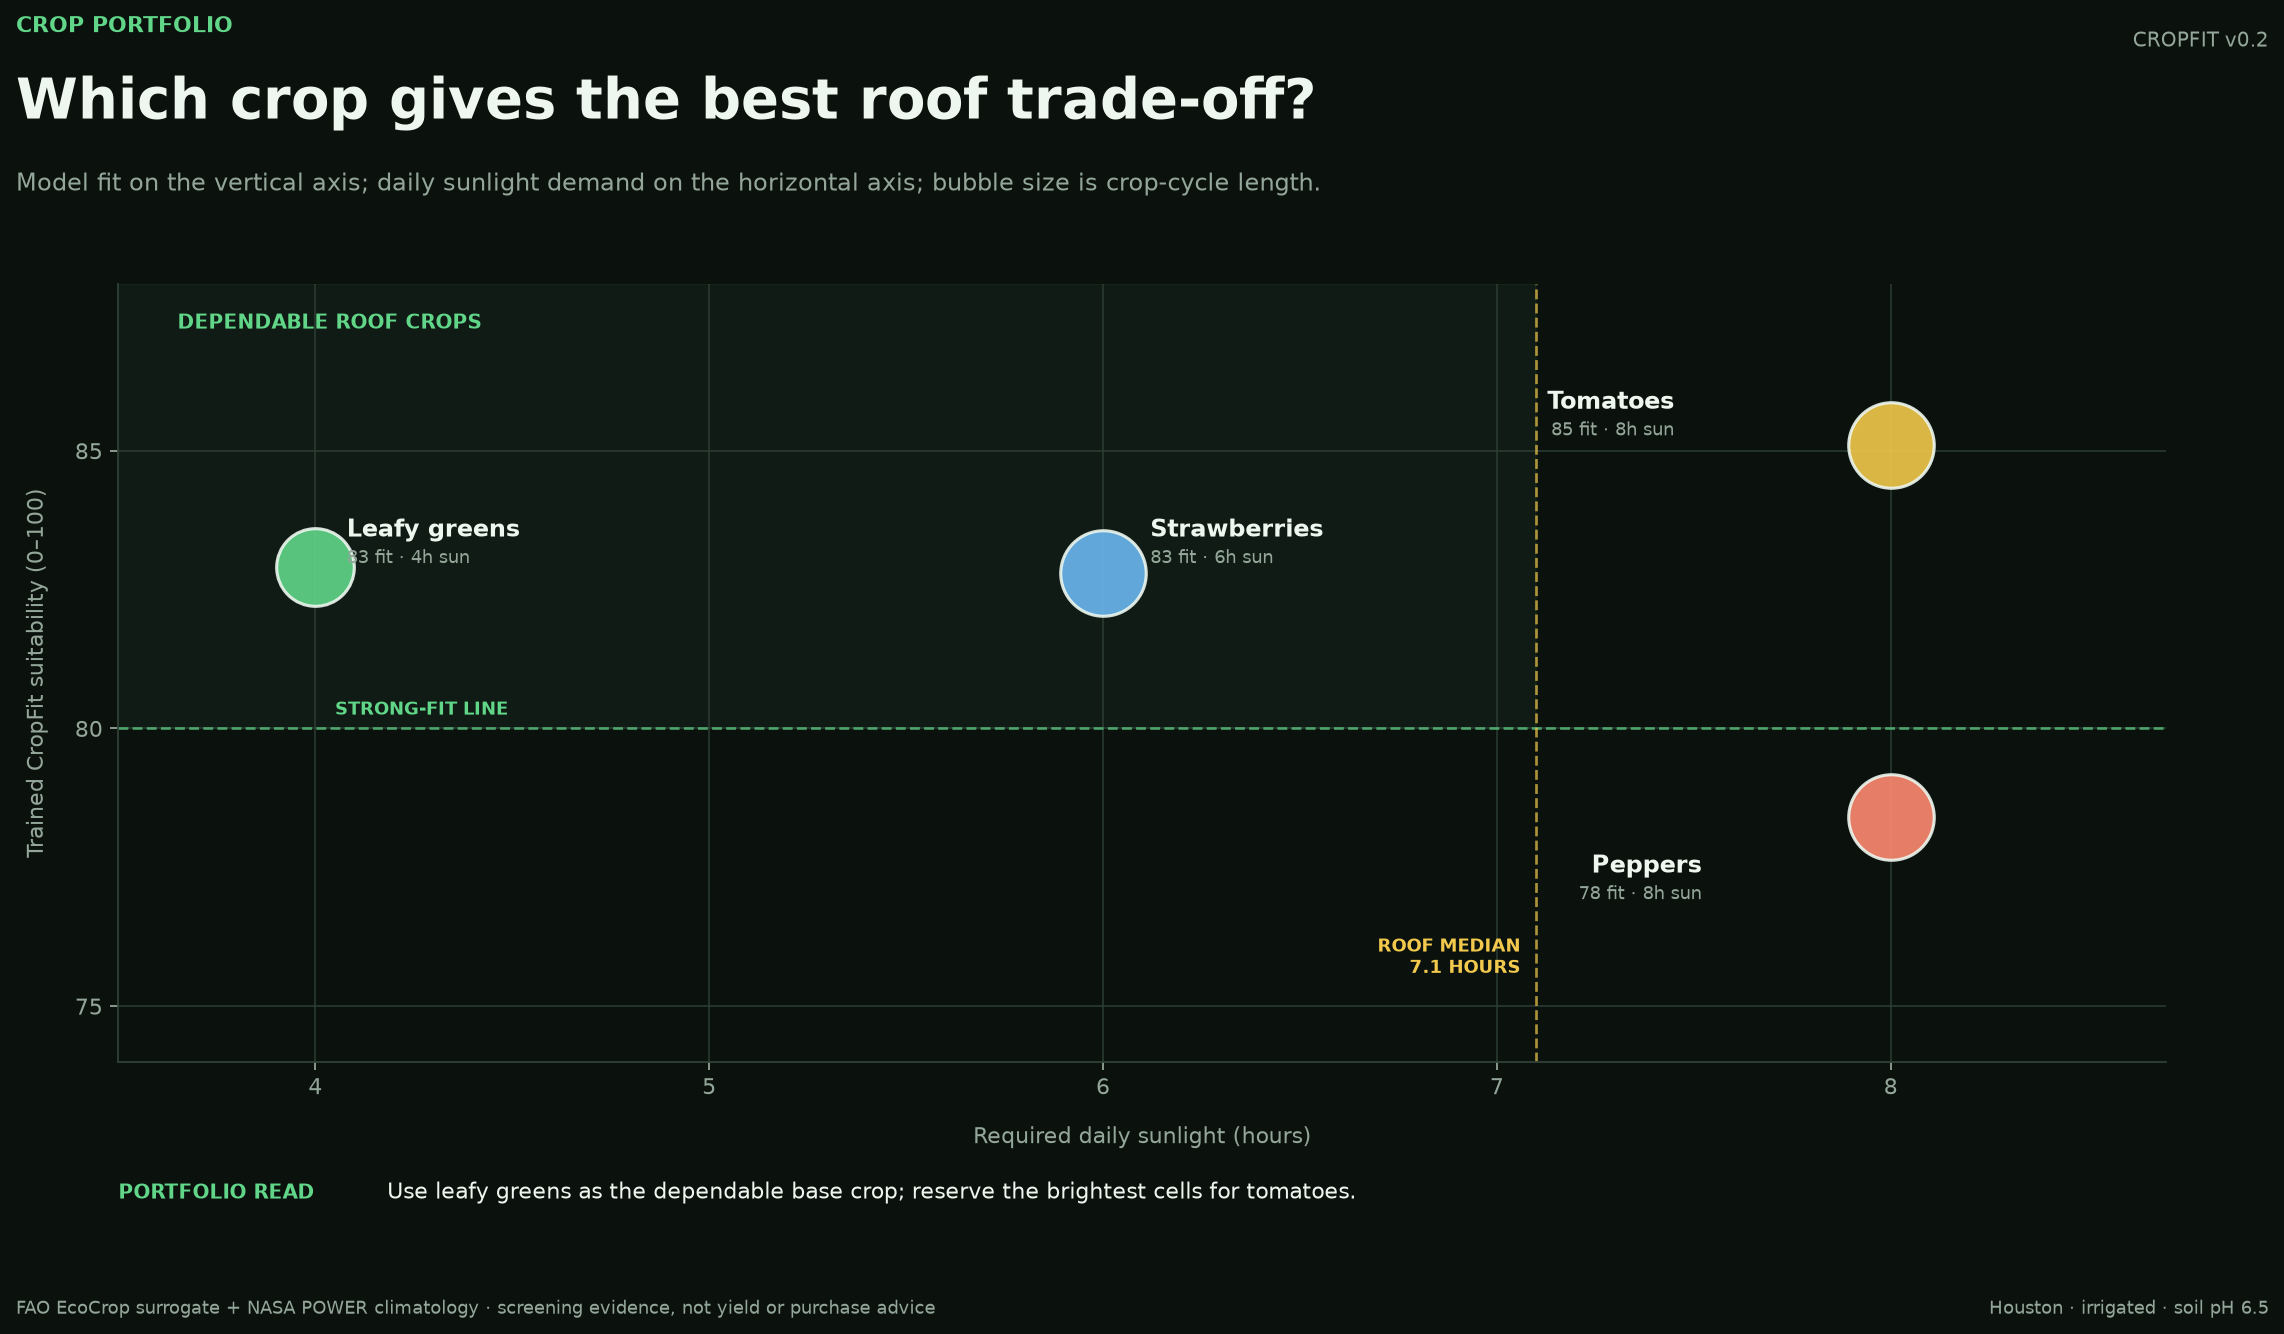 CROP PORTFOLIO
CROPFIT v0.2
Which crop gives the best roof trade-off?
Model fit on the vertical axis; daily sunlight demand on the horizontal axis; bubble size is crop-cycle length.
DEPENDABLE ROOF CROPS
Tomatoes
85 fit · 8h sun
85
Leafy greens
83 fit · 4h sun
Strawberries
83 fit · 6h sun
STRONG-FIT LINE
80
Trained CropFit suitability (0–100)
Peppers
78 fit · 8h sun
ROOF MEDIAN
7.1 HOURS
75
4 5 6 7 8
Required daily sunlight (hours)
PORTFOLIO READ Use leafy greens as the dependable base crop; reserve the brightest cells for tomatoes.
FAO EcoCrop surrogate + NASA POWER climatology · screening evidence, not yield or purchase advice
Houston · irrigated · soil pH 6.5